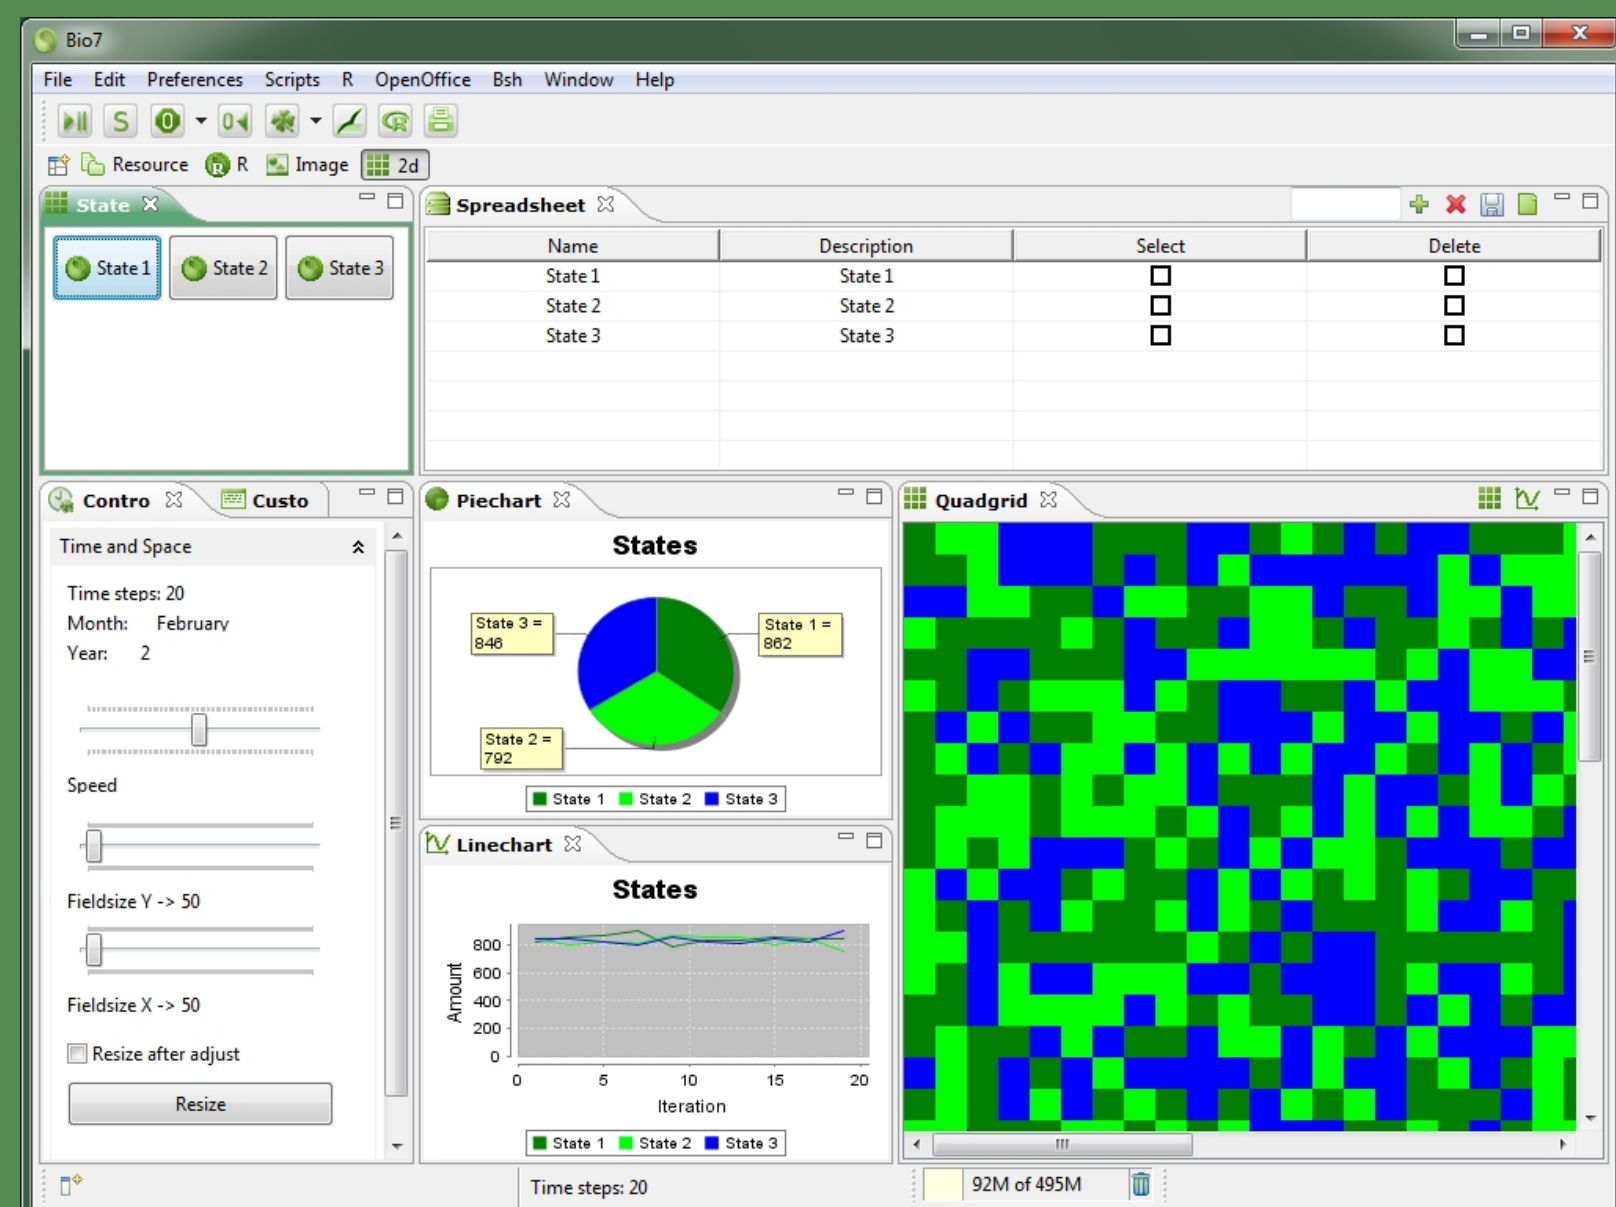 Bio7
File Edit Preferences Scripts R OpenOffice Bsh Window Help
S 0 0
Resource R R Image 2d
State
State 1 State 2 State 3
Spreadsheet
Name Description Select Delete
State 1 State 1
State 2 State 2
State 3 State 3
Contro Custo
Time and Space
Time steps: 20
Month: February
Year: 2
Speed
Fieldsize Y -> 50
Fieldsize X -> 50
Resize after adjust
Resize
Piechart
States
State 3 =
846
State 1 =
862
State 2 =
792
State 1 State 2 State 3
Linechart
States
Amount
800
600
400
200
0
0 5 10 15 20
Iteration
State 1 State 2 State 3
Quadgrid
Time steps: 20
92M of 495M